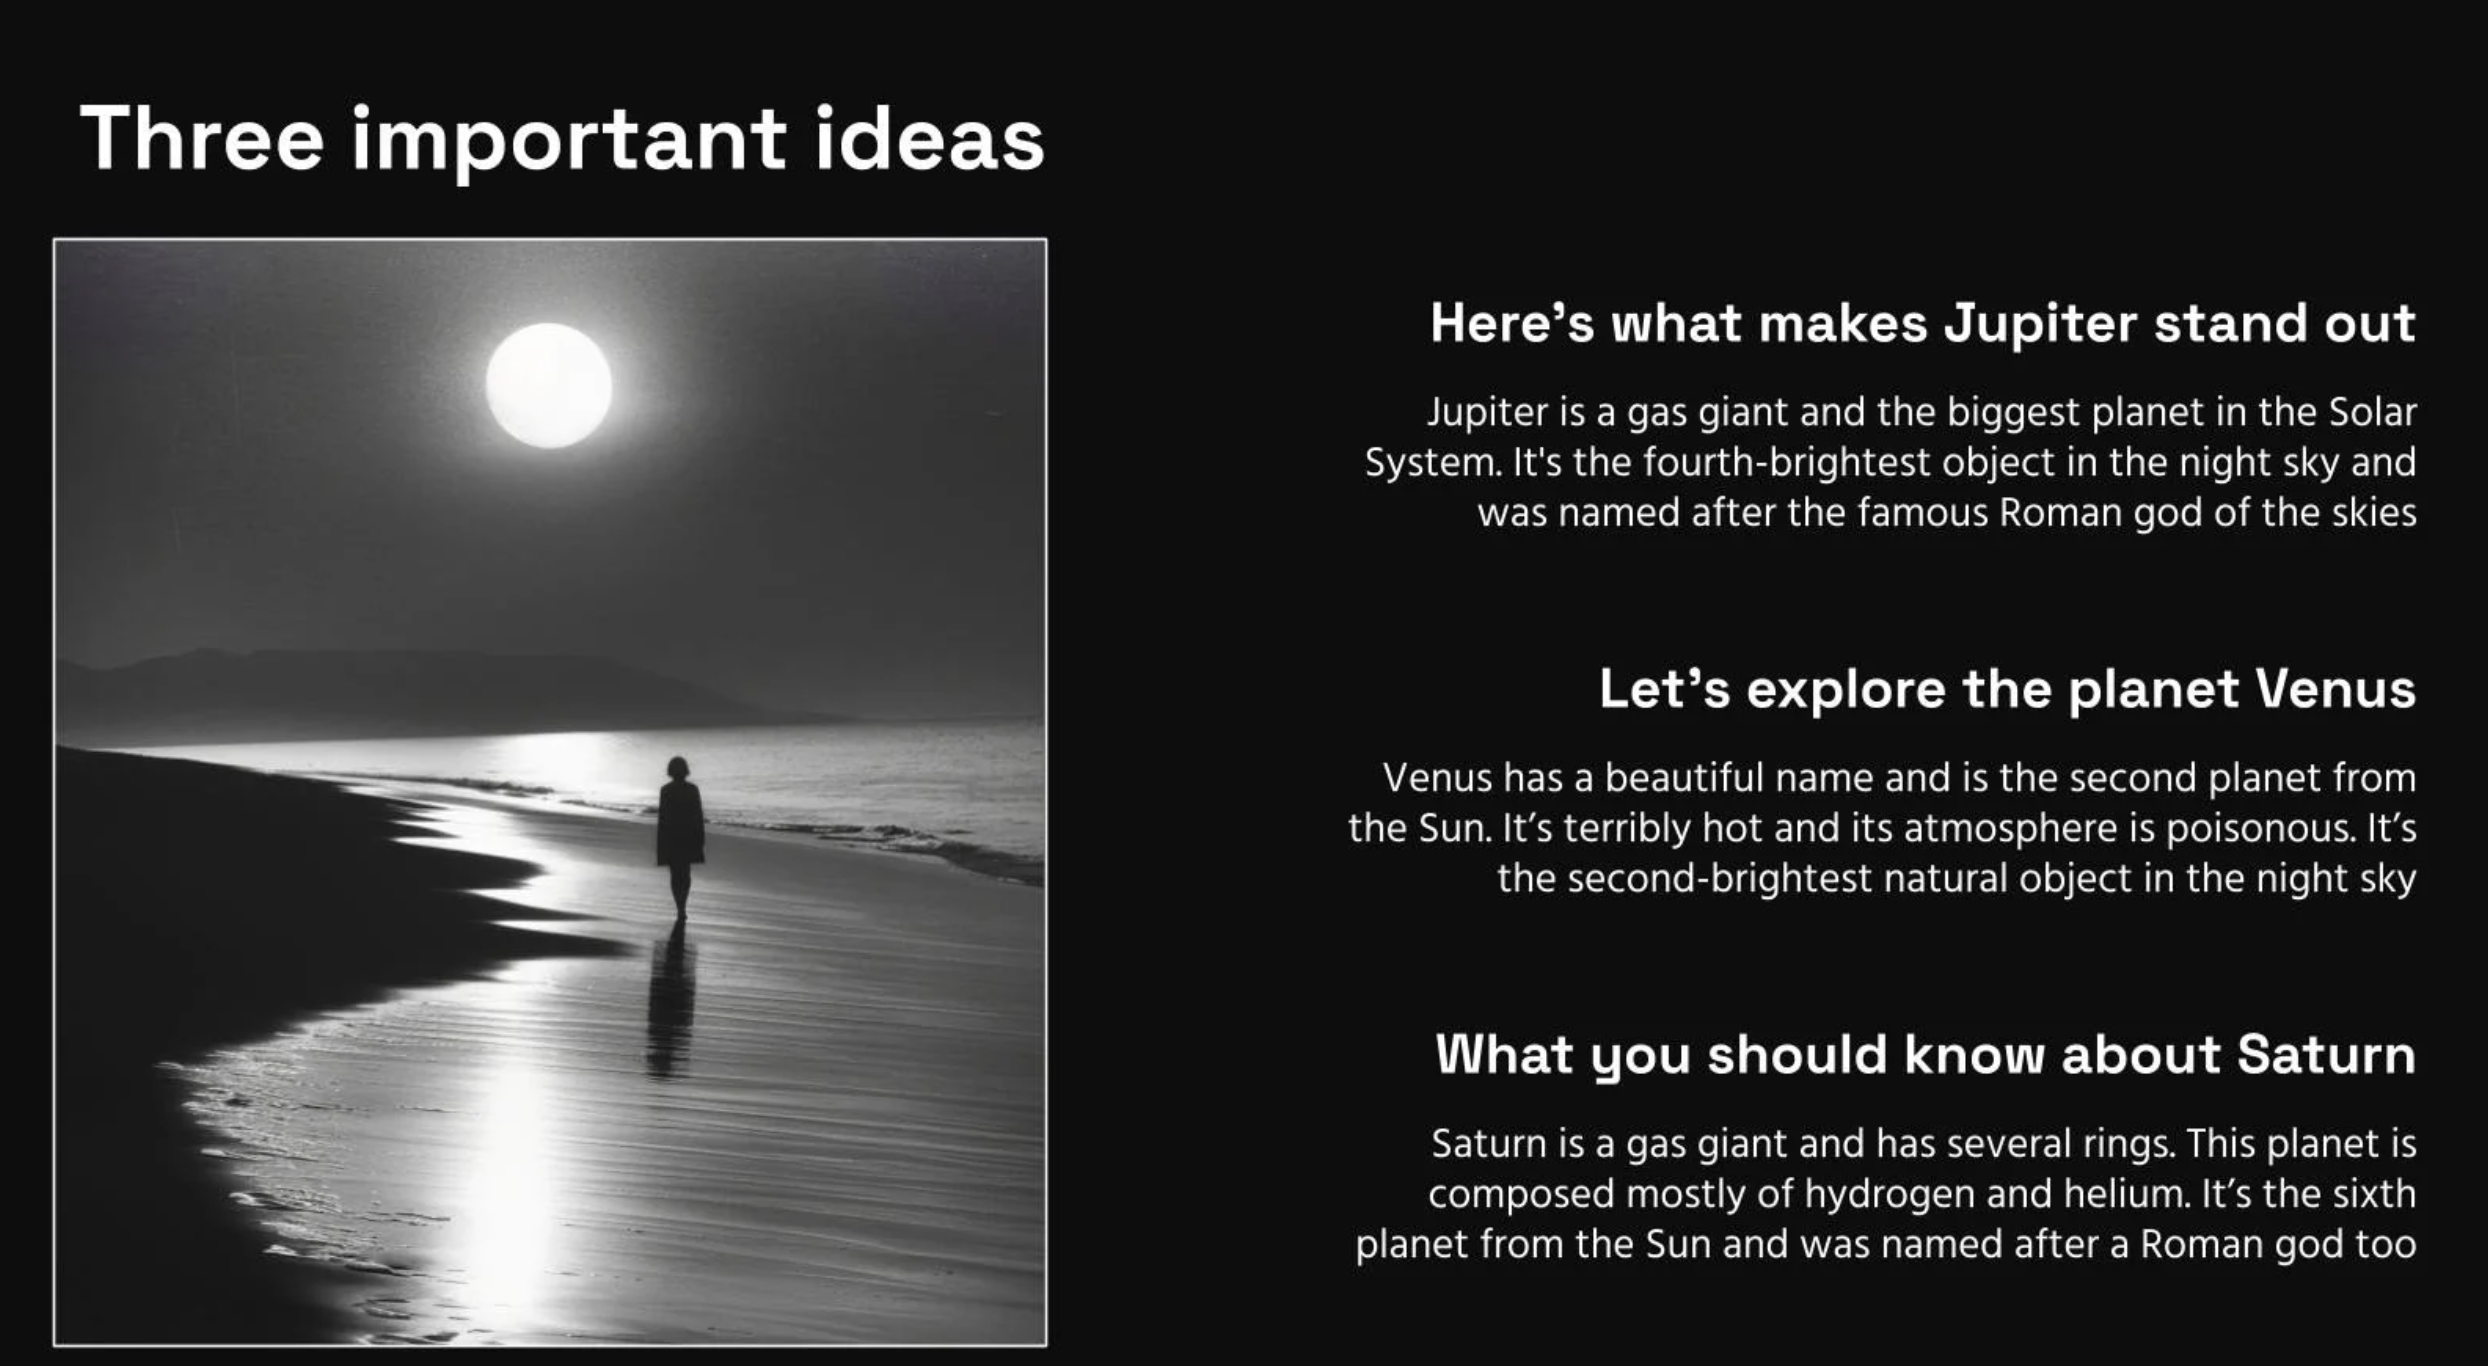 Three important ideas
Here’s what makes Jupiter stand out
Jupiter is a gas giant and the biggest planet in the Solar
System. It's the fourth-brightest object in the night sky and
was named after the famous Roman god of the skies
Let’s explore the planet Venus
Venus has a beautiful name and is the second planet from
the Sun. It’s terribly hot and its atmosphere is poisonous. It’s
the second-brightest natural object in the night sky
What you should know about Saturn
Saturn is a gas giant and has several rings. This planet is
composed mostly of hydrogen and helium. It’s the sixth
planet from the Sun and was named after a Roman god too